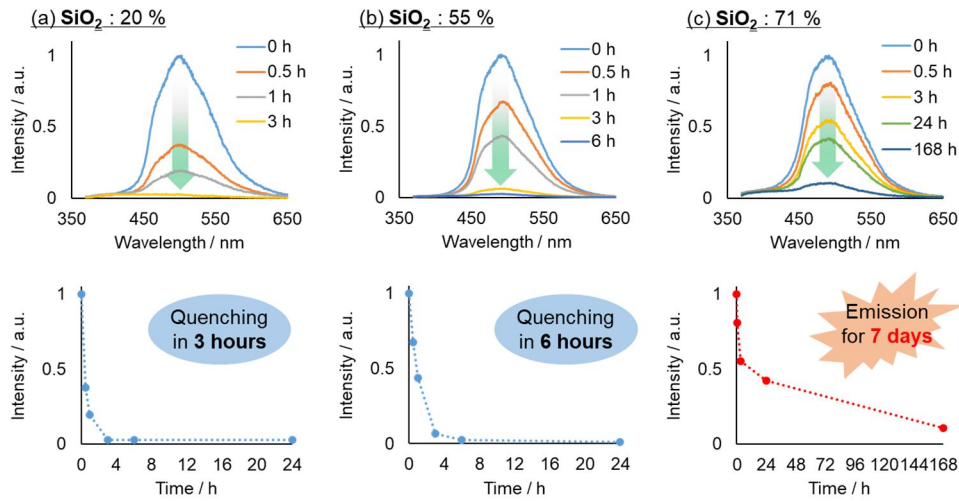 (a) SiO2 : 20 %
Intensity / a.u.
1
0.5
0
350 450 550 650
Wavelength / nm
0 h
0.5 h
1 h
3 h
(b) SiO2 : 55 %
Intensity / a.u.
1
0.5
0
350 450 550 650
Wavelength / nm
0 h
0.5 h
1 h
3 h
6 h
(c) SiO2 : 71 %
Intensity / a.u.
1
0.5
0
350 450 550 650
Wavelength / nm
0 h
0.5 h
3 h
24 h
168 h
Intensity / a.u.
1
0.5
0
0 4 8 12 16 20 24
Time / h
Quenching
in 3 hours
Intensity / a.u.
1
0.5
0
0 4 8 12 16 20 24
Time / h
Quenching
in 6 hours
Intensity / a.u.
1
0.5
0
0 24 48 72 96 120 144 168
Time / h
Emission
for 7 days